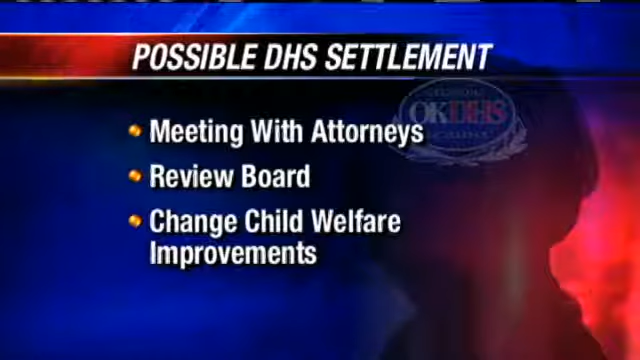 POSSIBLE DHS SETTLEMENT
OKDHS
Meeting With Attorneys
Review Board
Change Child Welfare
Improvements